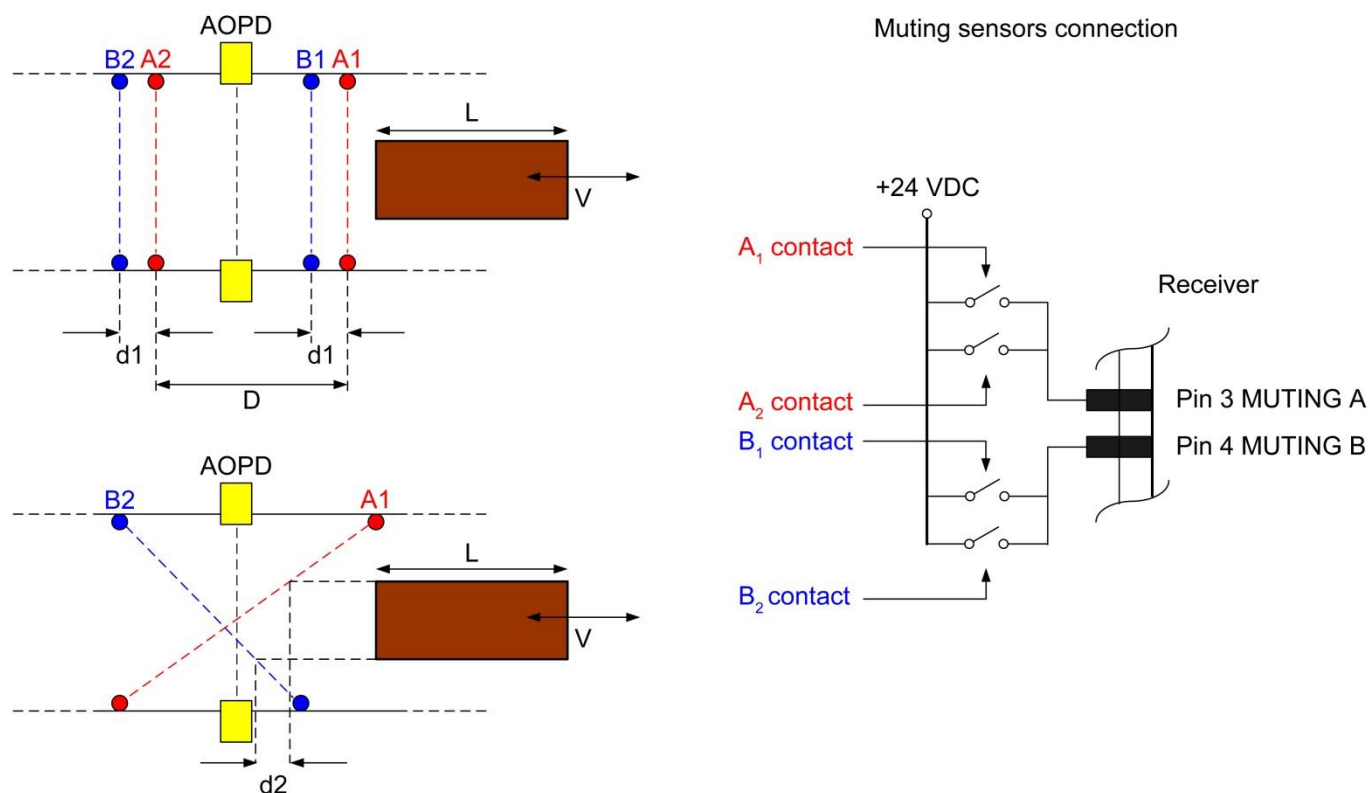 AOPD
B2 A2 B1 A1
L
V
d1 d1
D
AOPD
B2 A1
L
V
d2
Muting sensors connection
+24 VDC
A1 contact
Receiver
A2 contact
Pin 3 MUTING A
B1 contact
Pin 4 MUTING B
B2 contact